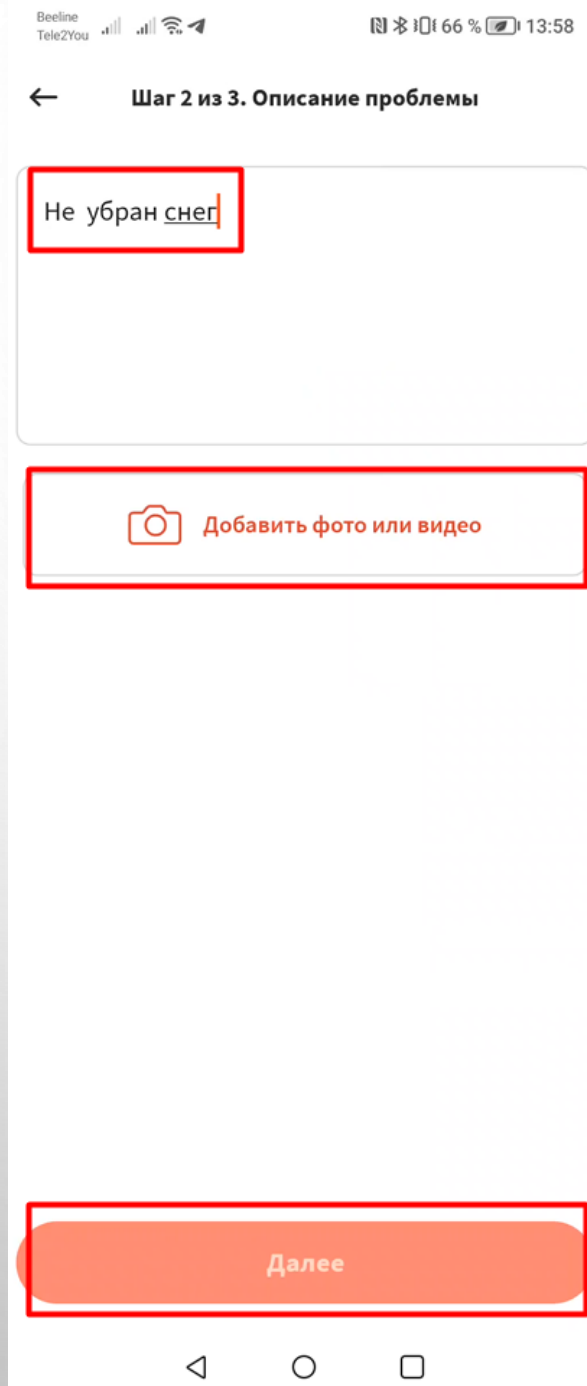 Beeline
Tele2You
66 % 13:58
Шаг 2 из 3. Описание проблемы
Не  убран снег
Добавить фото или видео
Далее